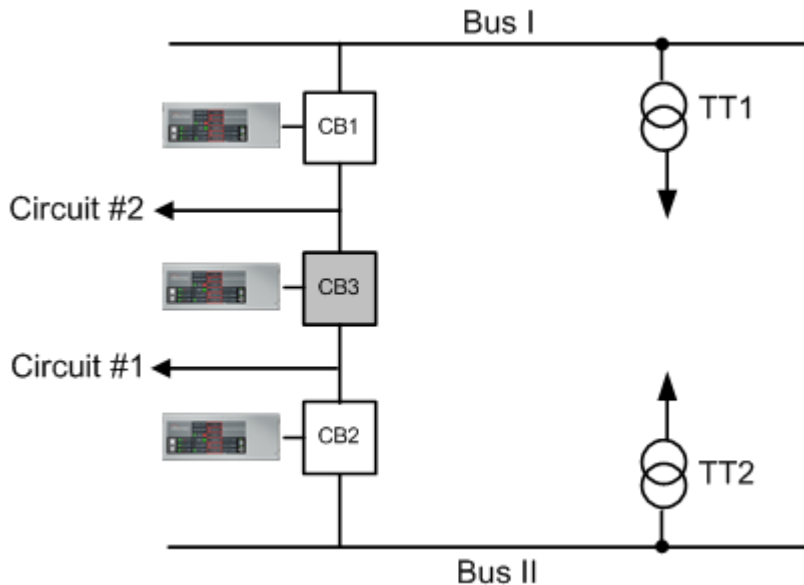 Bus I
CB1
TT1
Circuit #2
CB3
Circuit #1
CB2
TT2
Bus II